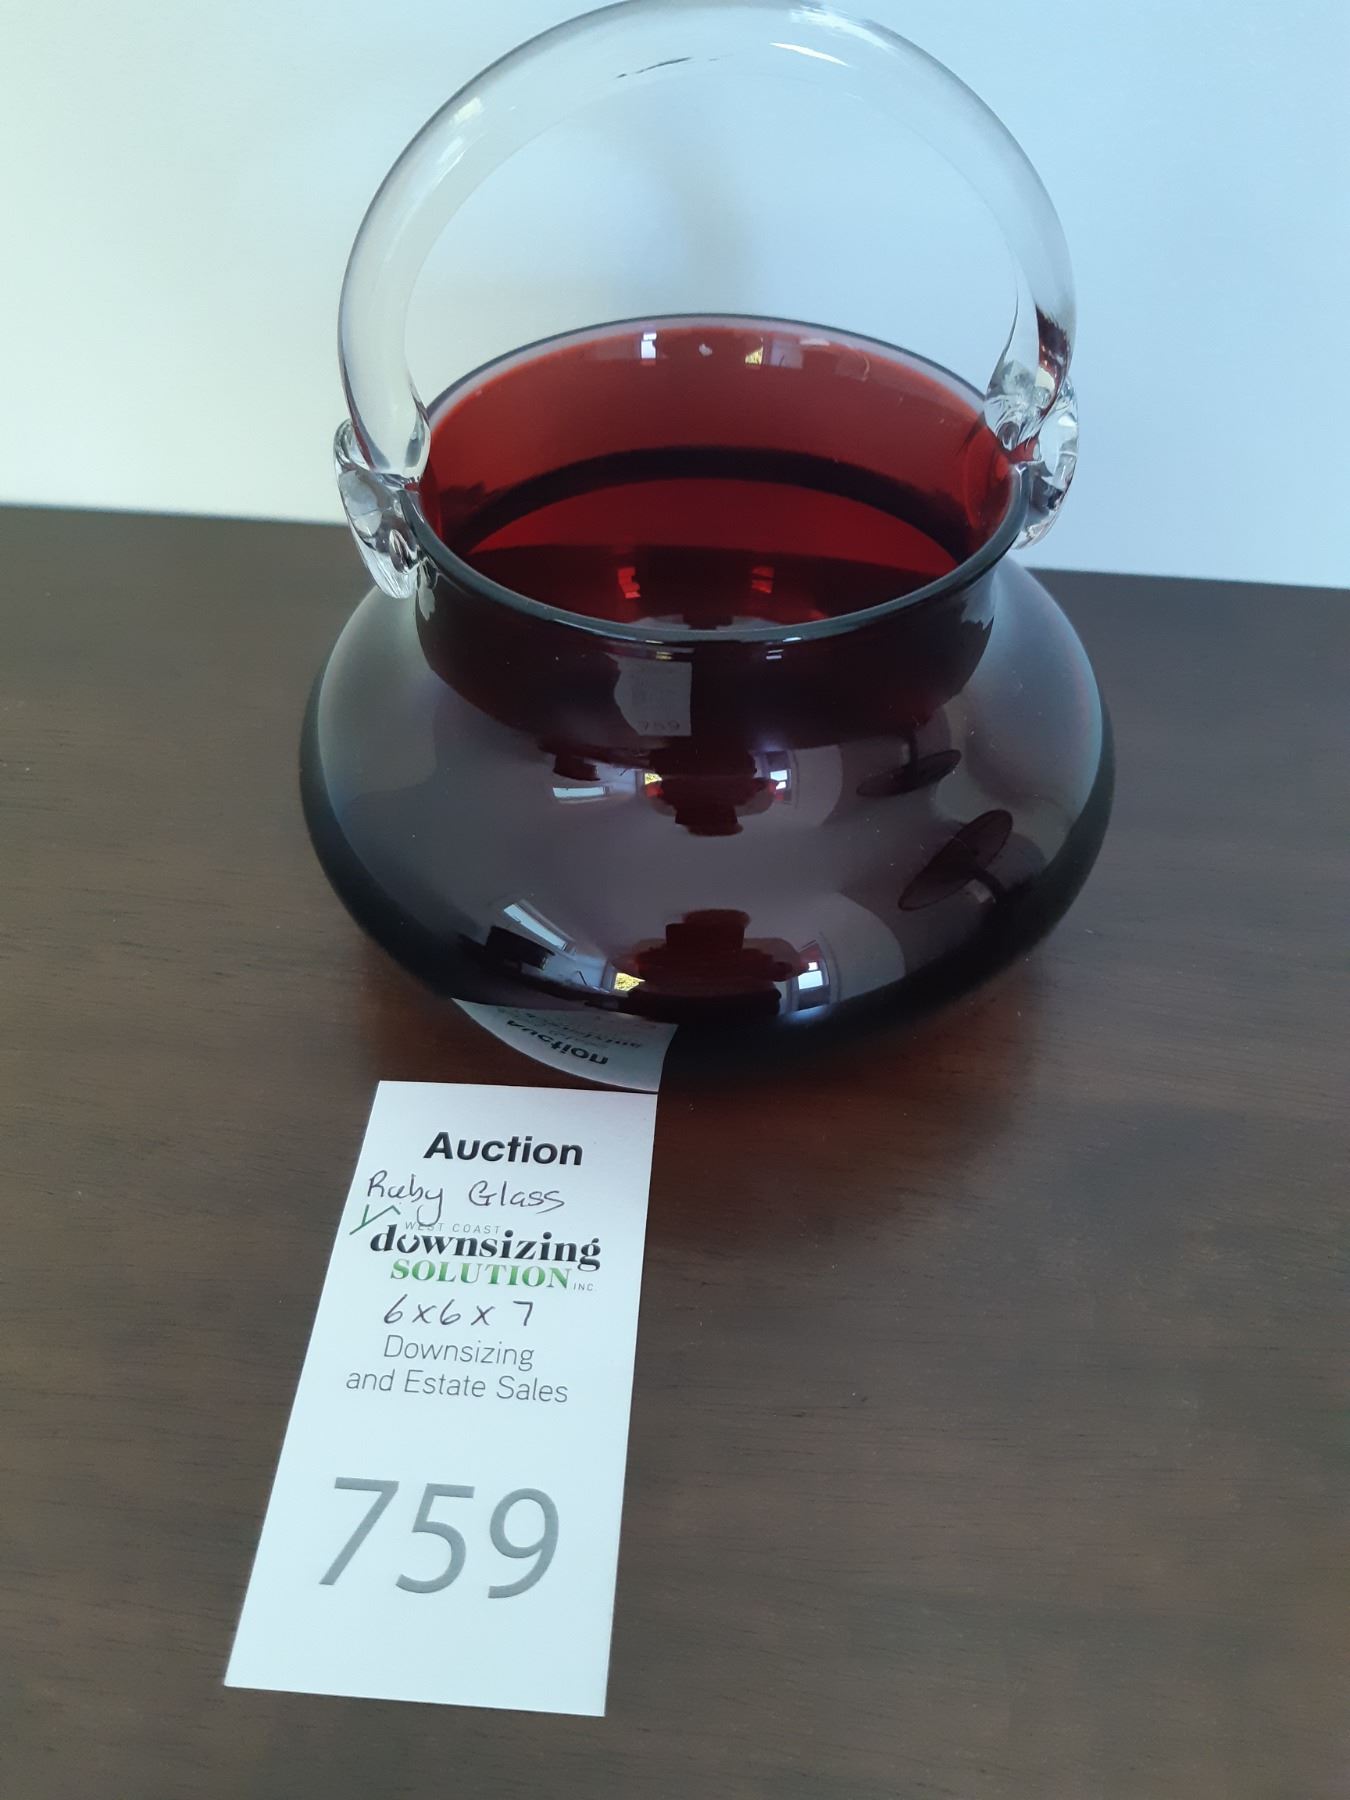 Auction
Ruby Glass
WEST COAST
downsizing
SOLUTION INC.
6x6x7
Downsizing
and Estate Sales
759